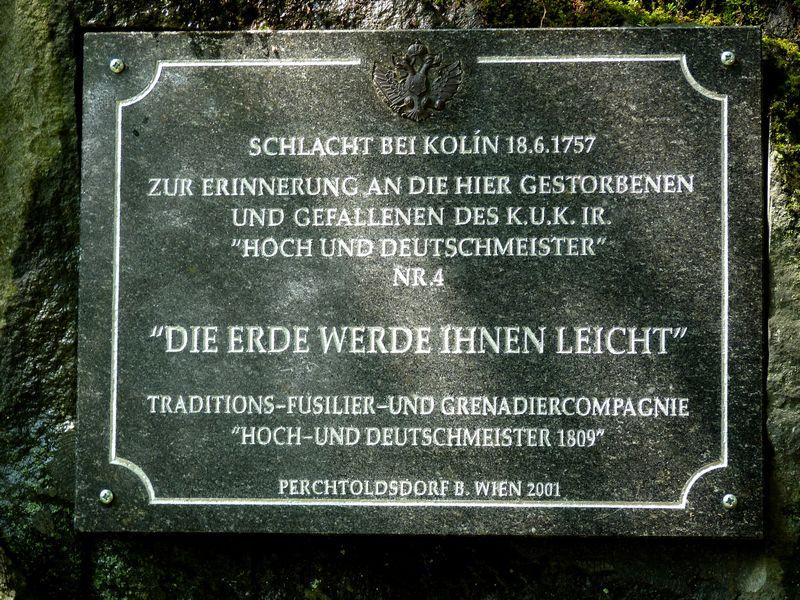 SCHLACHT BEI KOLÍN 18.6.1757
ZUR ERINNERUNG AN DIE HIER GESTORBENEN
UND GEFALLENEN DES K.U.K. IR.
"HOCH UND DEUTSCHMEISTER"
NR.4
"DIE ERDE WERDE IHNEN LEICHT"
TRADITIONS-FUSILIER-UND GRENADIERCOMPAGNIE
"HOCH-UND DEUTSCHMEISTER 1809"
PERCHTOLDSDORF B. WIEN 2001